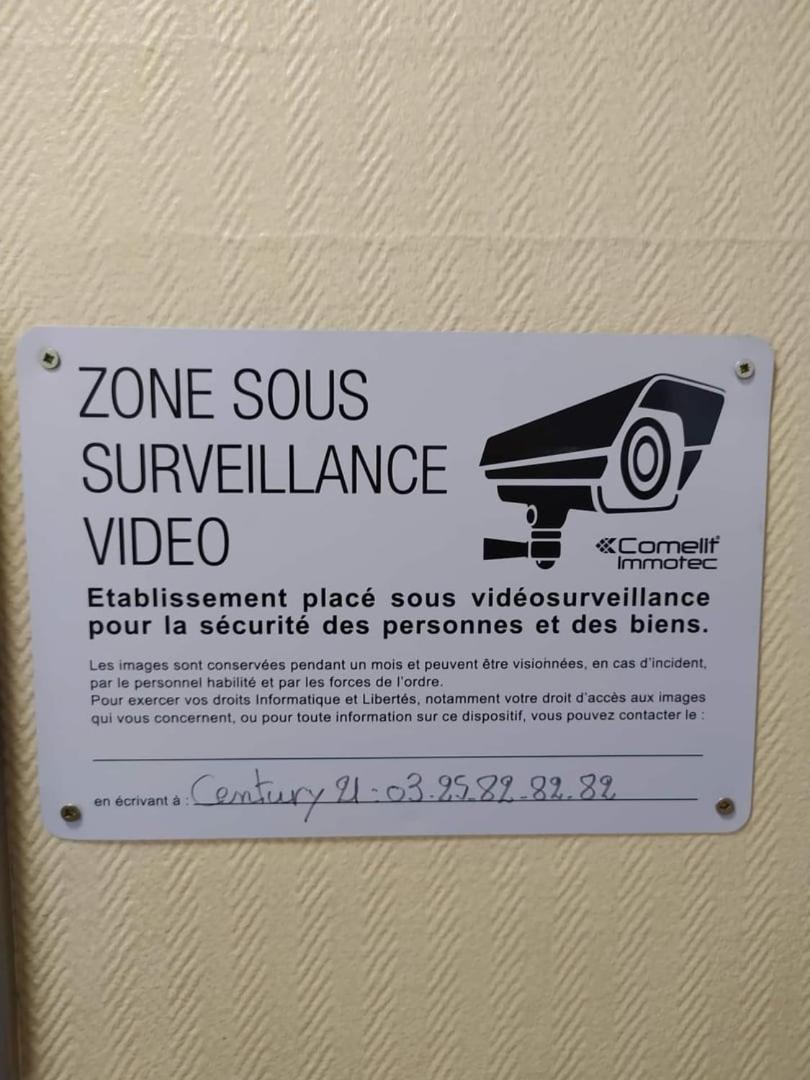 ZONE SOUS
SURVEILLANCE
VIDEO
Comelit
Immotec
Etablissement placé sous vidéosurveillance
pour la sécurité des personnes et des biens.
Les images sont conservées pendant un mois et peuvent être visionnées, en cas d'incident,
par le personnel habilité et par les forces de l'ordre.
Pour exercer vos droits Informatique et Libertés, notamment votre droit d'accès aux images
qui vous concernent, ou pour toute information sur ce dispositif, vous pouvez contacter le :
en écrivant à : Century 21 : 03.25.82.82.82